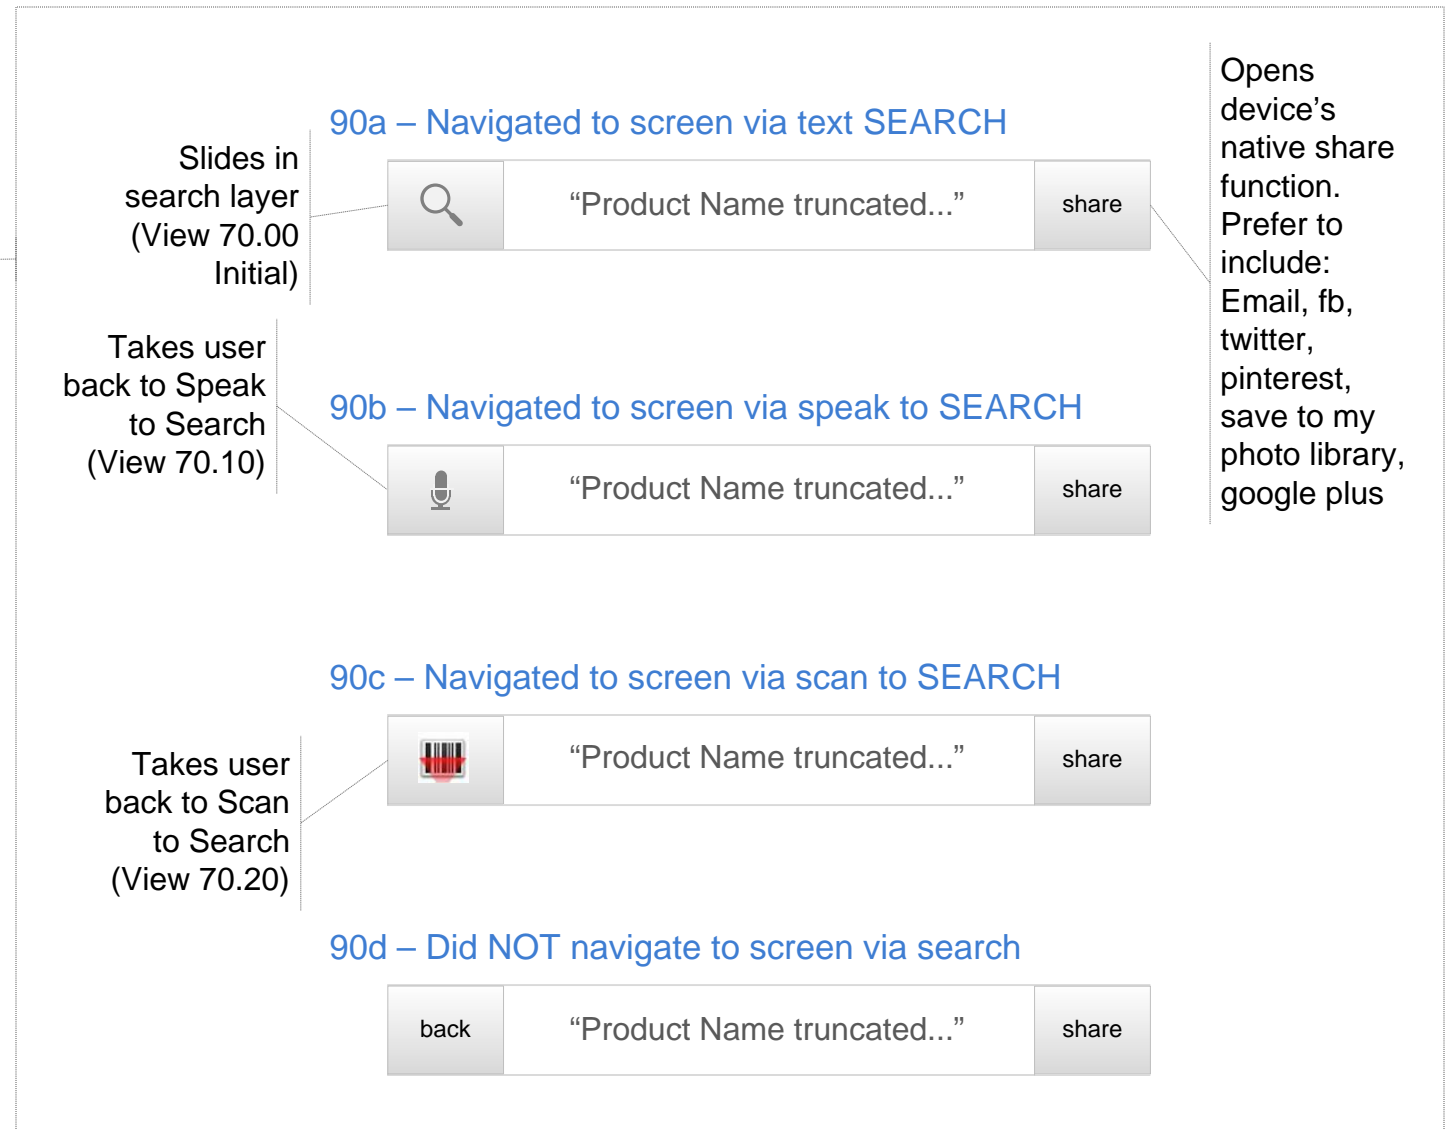 90a – Navigated to screen via text SEARCH
Slides in
search layer
(View 70.00
Initial)
“Product Name truncated...”
share
Opens
device’s
native share
function.
Prefer to
include:
Email, fb,
twitter,
pinterest,
save to my
photo library,
google plus
Takes user
back to Speak
to Search
(View 70.10)
90b – Navigated to screen via speak to SEARCH
“Product Name truncated...”
share
90c – Navigated to screen via scan to SEARCH
Takes user
back to Scan
to Search
(View 70.20)
“Product Name truncated...”
share
90d – Did NOT navigate to screen via search
back
“Product Name truncated...”
share